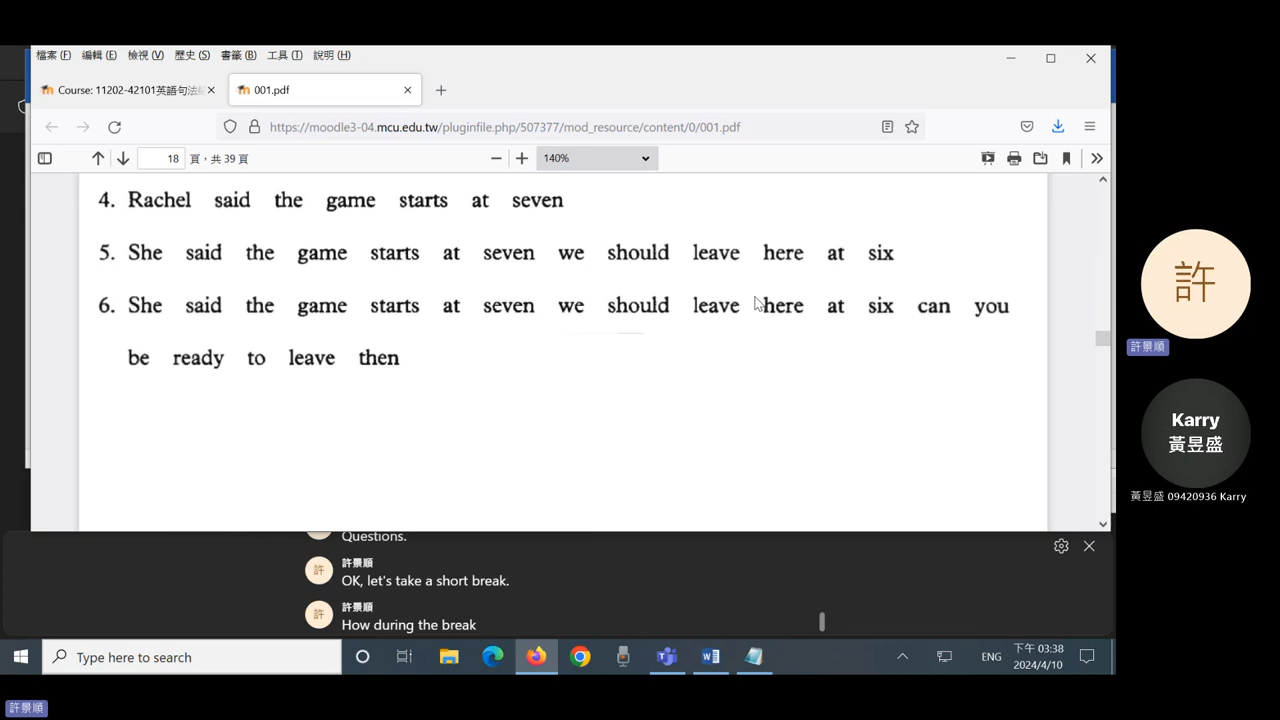 檔案 (F) 編輯 (E) 檢視 (V) 歷史 (S) 書籤 (B) 工具 (T) 說明 (H)
Course: 11202-42101英語句法
001.pdf
https://moodle3-04.mcu.edu.tw/pluginfile.php/507377/mod_resource/content/0/001.pdf
18 頁，共 39 頁
140%
4. Rachel said the game starts at seven
5. She said the game starts at seven we should leave here at six
6. She said the game starts at seven we should leave here at six can you
be ready to leave then
許
許景順
Karry
黃昱盛
黃昱盛 09420936 Karry
Questions.
許景順
許
OK, let's take a short break.
許景順
許
How during the break
Type here to search
ENG
下午 03:38
2024/4/10
許景順